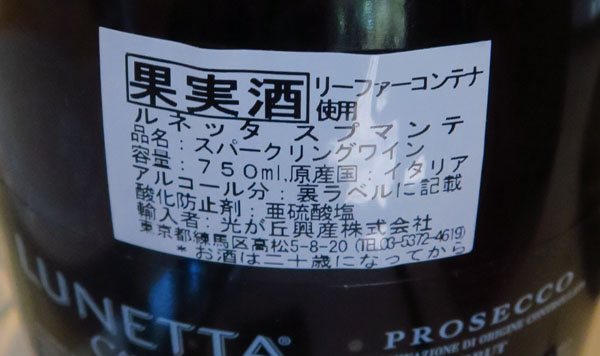 果実酒 リーファーコンテナ
使用
ルネッタ スプマンテ
品名：スパークリングワイン
容量：750ml.原産国：イタリア
アルコール分：裏ラベルに記載
酸化防止剤：亜硫酸塩
輸入者：光が丘興産株式会社
東京都練馬区高松5-8-20（TEL03-5372-4619）
*お酒は二十歳になってから
LUNETTA®
PROSECCO
DI ORIGINE